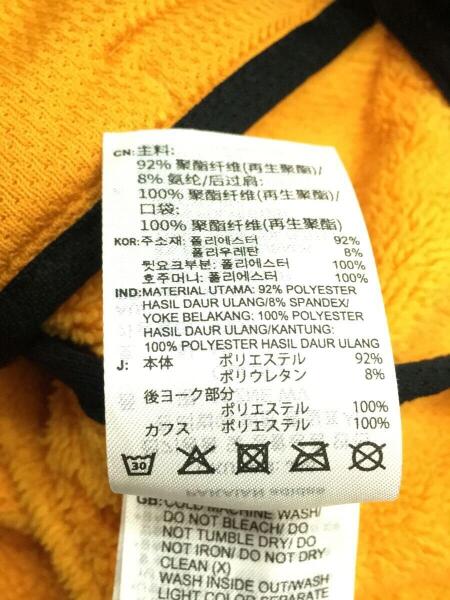 CN:主料:
92% 聚酯纤维(再生聚酯)/
8% 氨纶/后过肩:
100% 聚酯纤维(再生聚酯)/
口袋:
100% 聚酯纤维(再生聚酯)
KOR:주소재: 폴리에스터 92%
폴리우레탄 8%
뒷요크부분: 폴리에스터 100%
호주머니: 폴리에스터 100%
IND:MATERIAL UTAMA: 92% POLYESTER
HASIL DAUR ULANG/8% SPANDEX/
YOKE BELAKANG: 100% POLYESTER
HASIL DAUR ULANG/KANTUNG:
100% POLYESTER HASIL DAUR ULANG
J: 本体 ポリエステル 92%
ポリウレタン 8%
後ヨーク部分
ポリエステル 100%
カフス ポリエステル 100%
30
GB: COLD MACHINE WASH/
DO NOT BLEACH/ DO
NOT TUMBLE DRY/ DO
NOT IRON/ DO NOT DRY
CLEAN (X)
WASH INSIDE OUT/WASH
LIGHT COLOR SEPARATE